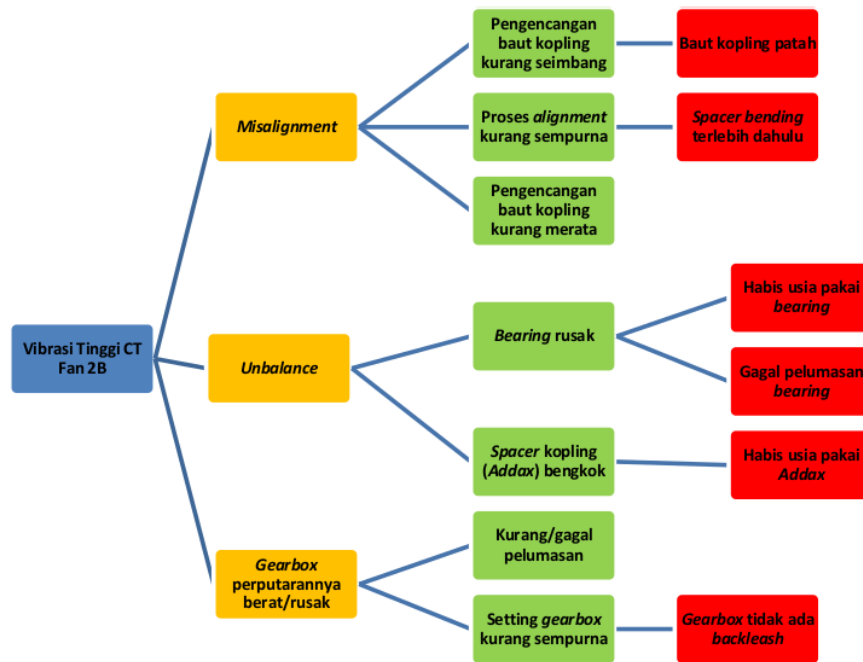 Pengencangan
baut kopling
kurang seimbang
Baut kopling patah
Misalignment
Proses alignment
kurang sempurna
Spacer bending
terlebih dahulu
Pengencangan
baut kopling
kurang merata
Vibrasi Tinggi CT
Fan 2B
Unbalance
Bearing rusak
Habis usia pakai
bearing
Gagal pelumasan
bearing
Spacer kopling
(Addax) bengkok
Habis usia pakai
Addax
Gearbox
perputarannya
berat/rusak
Kurang/gagal
pelumasan
Setting gearbox
kurang sempurna
Gearbox tidak ada
backleash